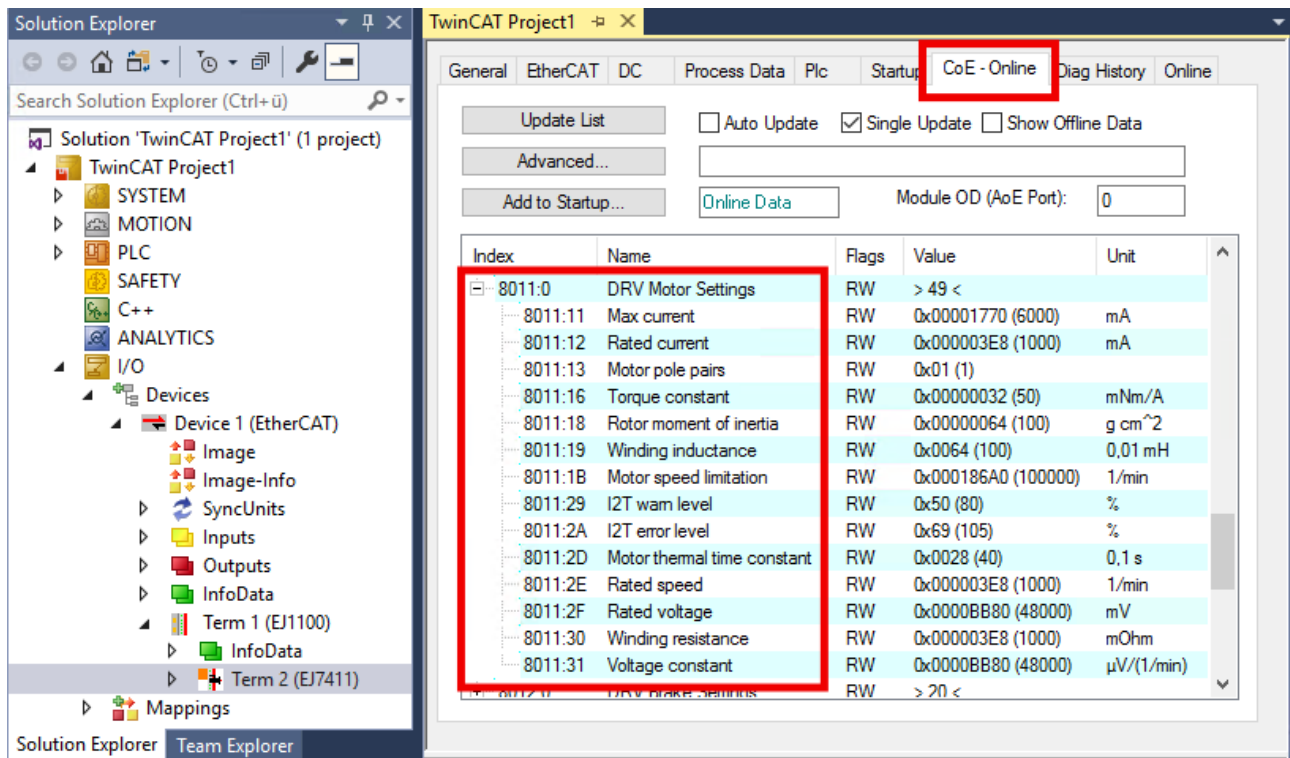 Solution Explorer
Search Solution Explorer (Ctrl+ü)
Solution 'TwinCAT Project1' (1 project)
TwinCAT Project1
SYSTEM
MOTION
PLC
SAFETY
C++
ANALYTICS
I/O
Devices
Device 1 (EtherCAT)
Image
Image-Info
SyncUnits
Inputs
Outputs
InfoData
Term 1 (EJ1100)
InfoData
Term 2 (EJ7411)
Mappings
Solution Explorer Team Explorer
TwinCAT Project1
General EtherCAT DC Process Data Plc Startup CoE - Online Diag History Online
Update List Auto Update Single Update Show Offline Data
Advanced...
Add to Startup... Online Data Module OD (AoE Port): 0
Index Name Flags Value Unit
8011:0 DRV Motor Settings RW > 49 <
8011:11 Max current RW 0x00001770 (6000) mA
8011:12 Rated current RW 0x000003E8 (1000) mA
8011:13 Motor pole pairs RW 0x01 (1)
8011:16 Torque constant RW 0x00000032 (50) mNm/A
8011:18 Rotor moment of inertia RW 0x00000064 (100) g cm^2
8011:19 Winding inductance RW 0x0064 (100) 0,01 mH
8011:1B Motor speed limitation RW 0x000186A0 (100000) 1/min
8011:29 I2T warn level RW 0x50 (80) %
8011:2A I2T error level RW 0x69 (105) %
8011:2D Motor thermal time constant RW 0x0028 (40) 0,1 s
8011:2E Rated speed RW 0x000003E8 (1000) 1/min
8011:2F Rated voltage RW 0x0000BB80 (48000) mV
8011:30 Winding resistance RW 0x000003E8 (1000) mOhm
8011:31 Voltage constant RW 0x0000BB80 (48000) µV/(1/min)
8012:0 DRV Brake Settings RW > 20 <